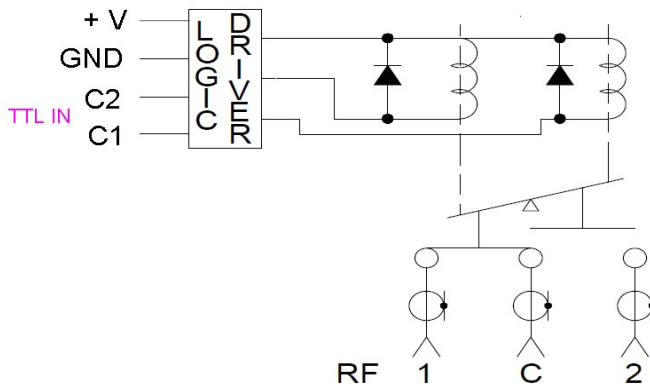 + V
GND
C2
TTL IN
C1
LOGIC
DRIVER
RF 1 C 2